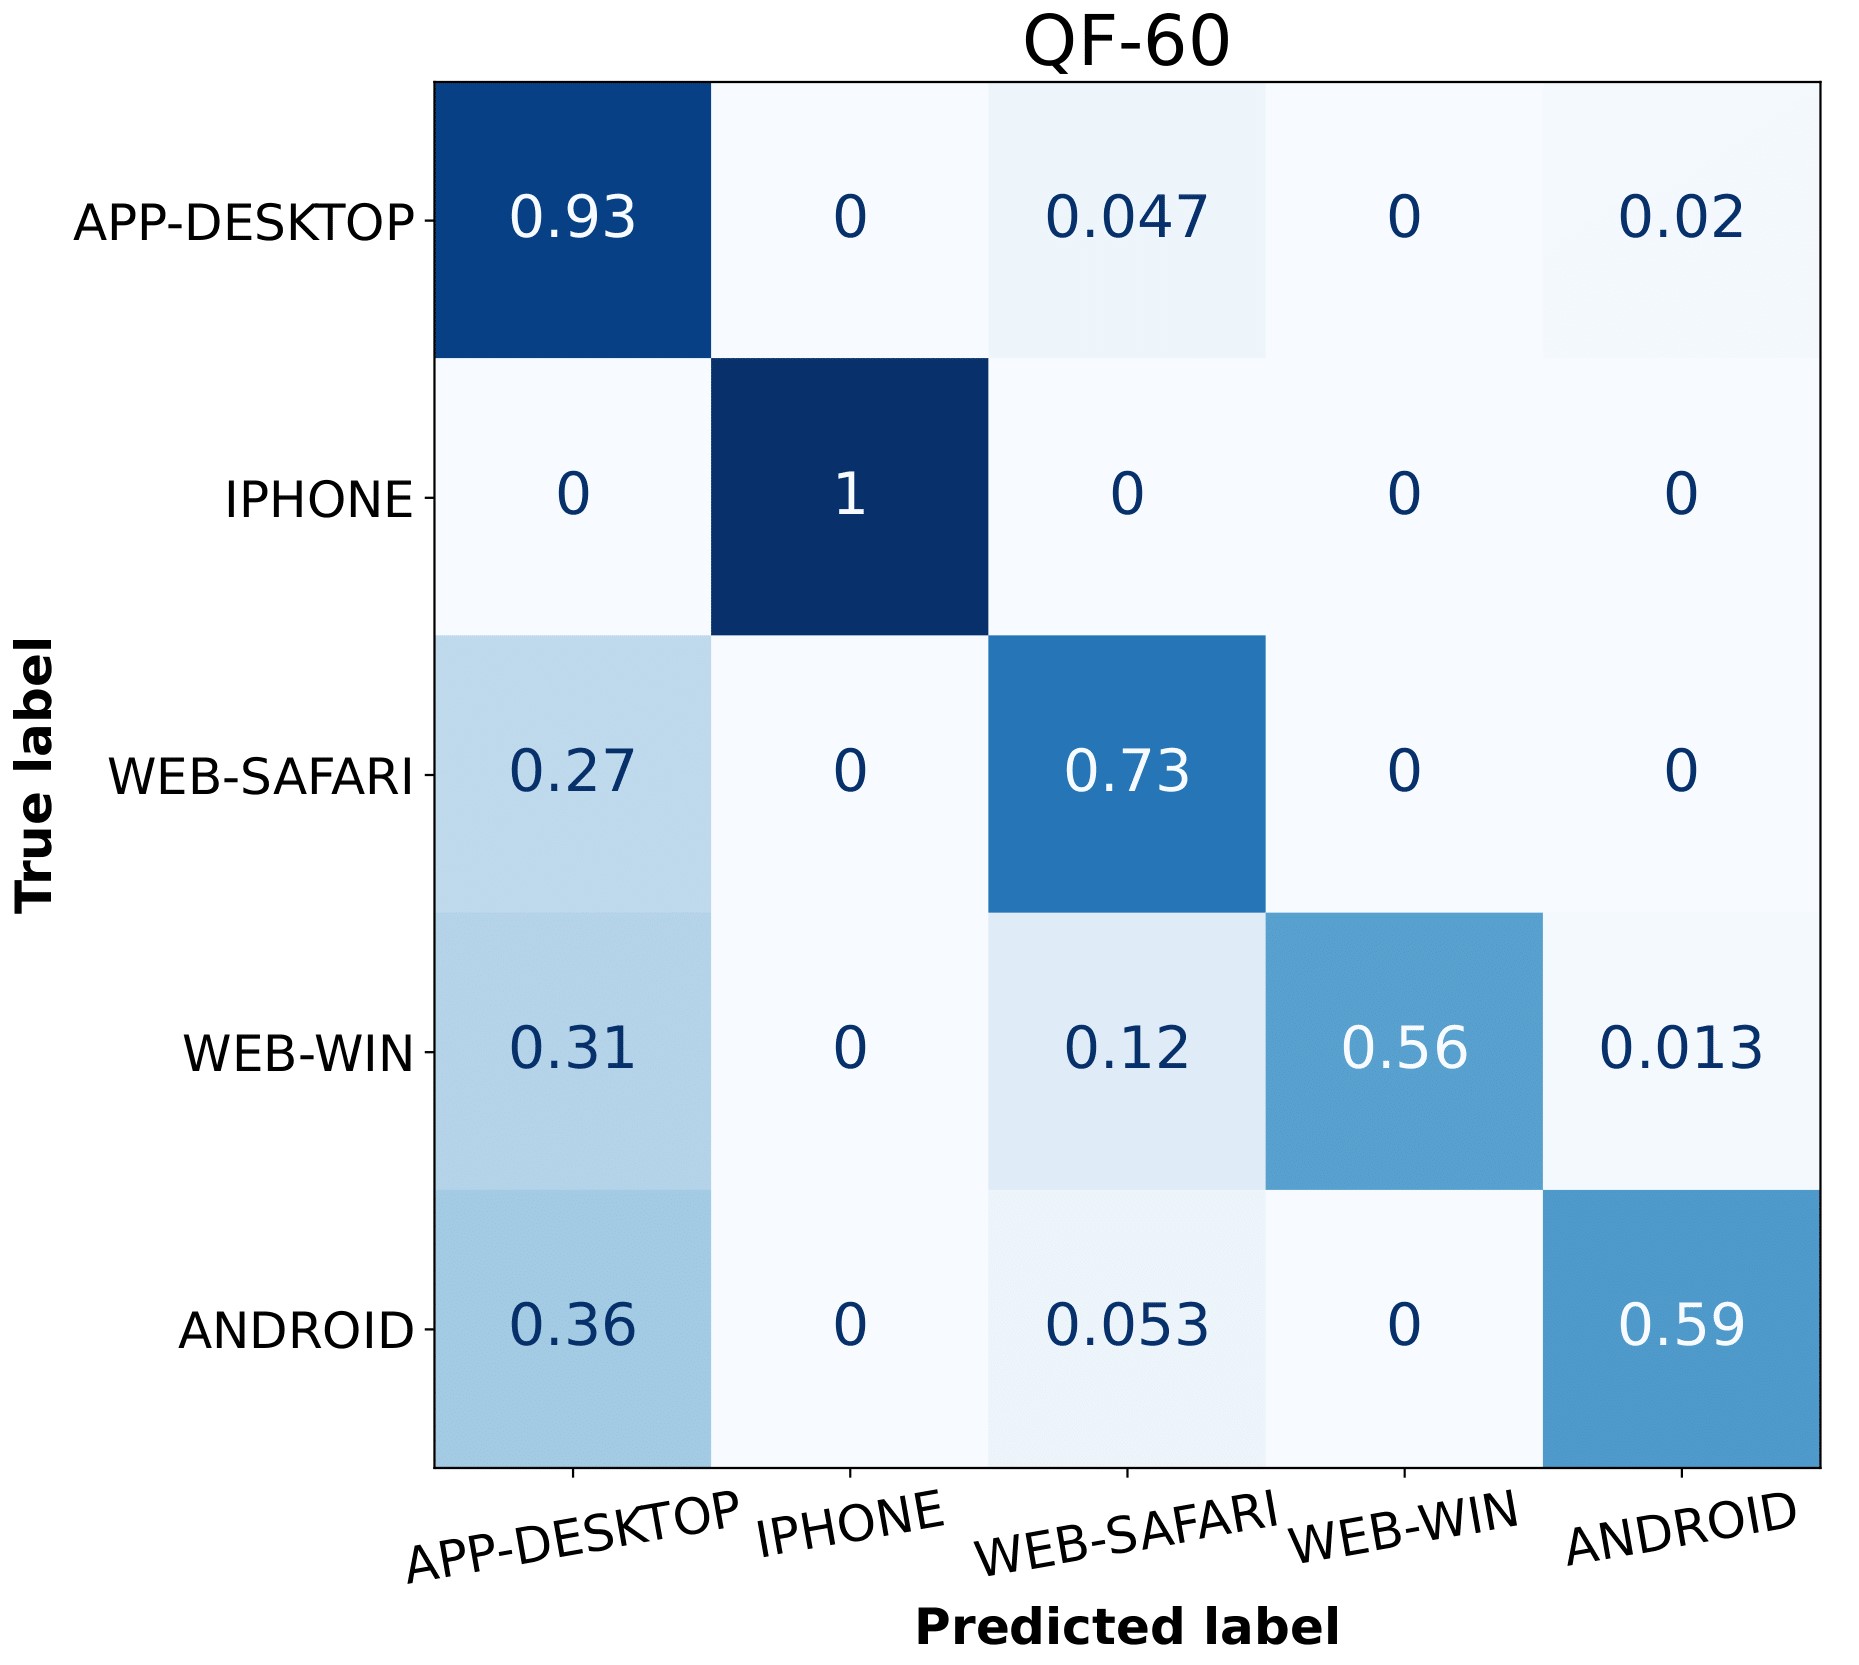 QF-60
True label
APP-DESKTOP 0.93 0 0.047 0 0.02
IPHONE 0 1 0 0 0
WEB-SAFARI 0.27 0 0.73 0 0
WEB-WIN 0.31 0 0.12 0.56 0.013
ANDROID 0.36 0 0.053 0 0.59
APP-DESKTOP IPHONE WEB-SAFARI WEB-WIN ANDROID
Predicted label